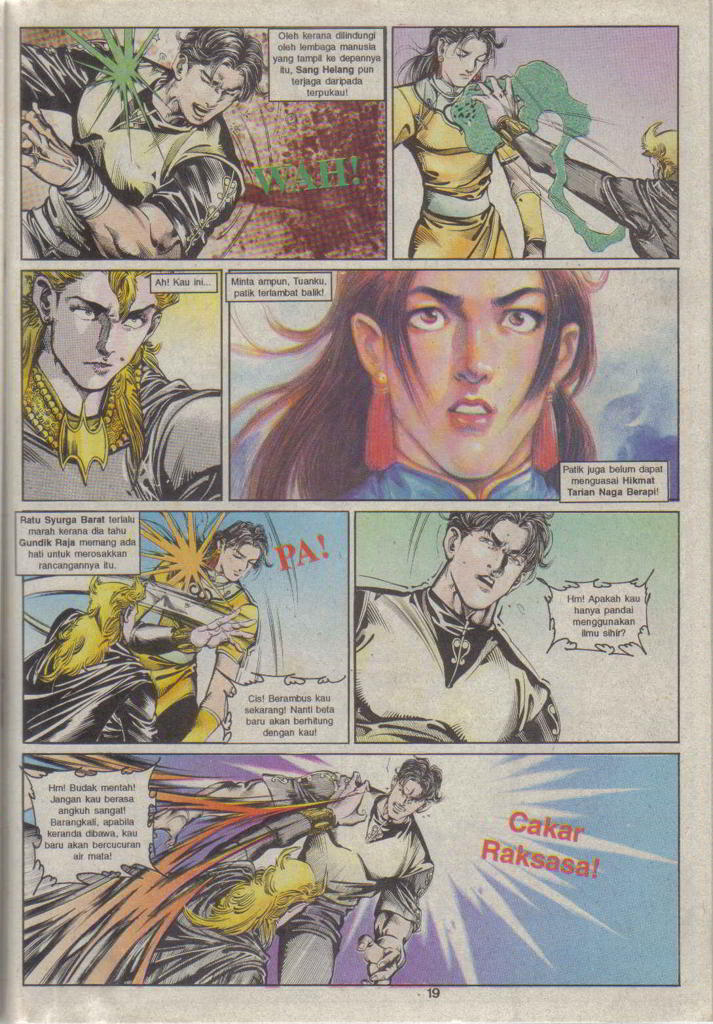 Oleh kerana dilindungi
oleh lembaga manusia
yang tampil ke depannya
itu, Sang Helang pun
terjaga daripada
terpukau!
WAH!
Ah! Kau ini...
Minta ampun, Tuanku,
patik terlambat balik!
Patik juga belum dapat
menguasai Hikmat
Tarian Naga Berapi!
Ratu Syurga Barat terlalu
marah kerana dia tahu
Gundik Raja memang ada
hati untuk merosakkan
rancangannya itu.
PA!
Cis! Berambus kau
sekarang! Nanti beta
baru akan berhitung
dengan kau!
Hm! Apakah kau
hanya pandai
menggunakan
ilmu sihir?
Hm! Budak mentah!
Jangan kau berasa
angkuh sangat!
Barangkali, apabila
keranda dibawa, kau
baru akan bercucuran
air mata!
Cakar
Raksasa!
19